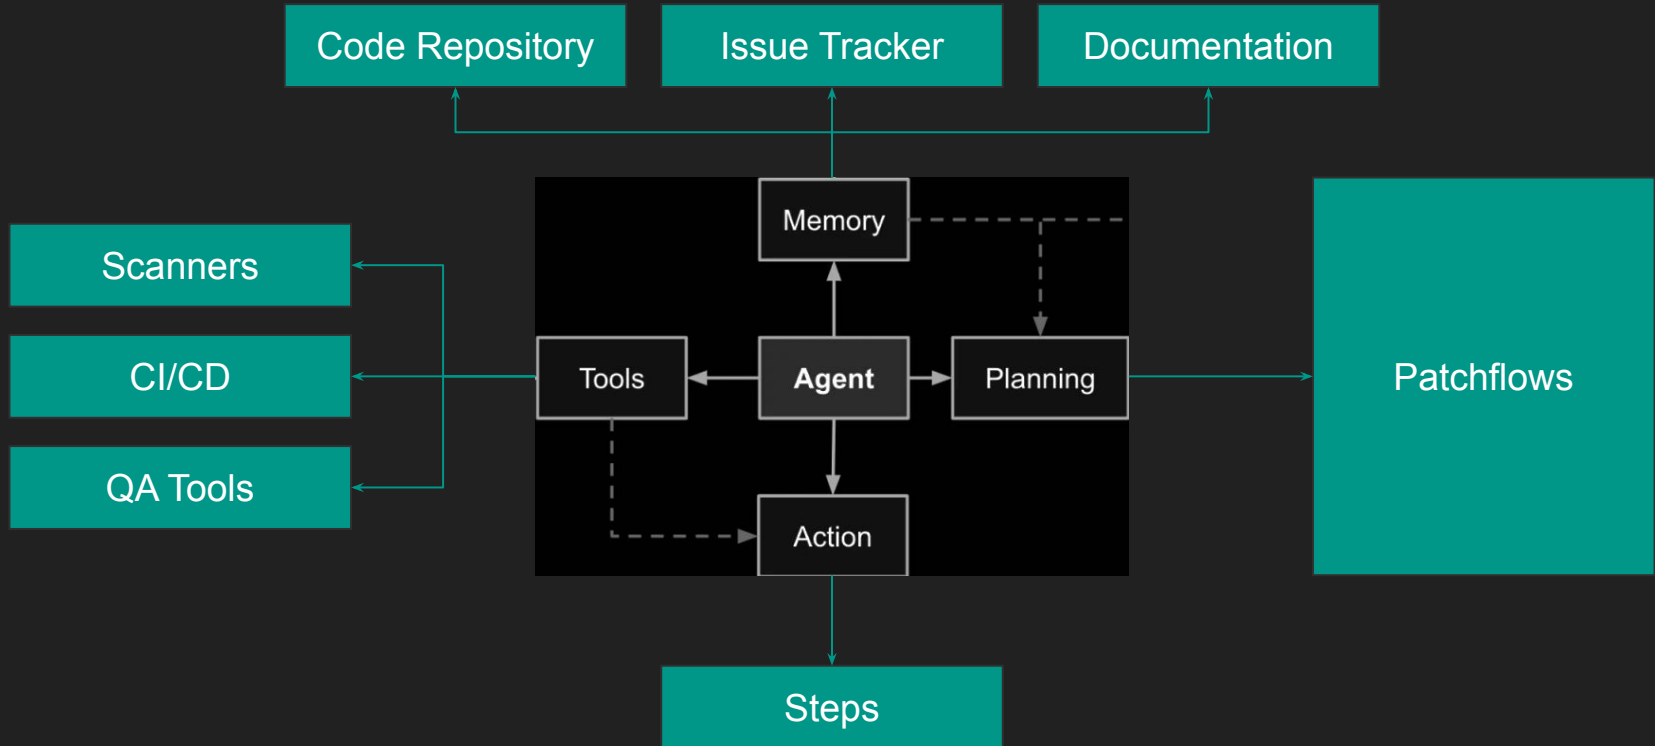 Code Repository
Issue Tracker
Documentation
Memory
Scanners
CI/CD
QA Tools
Tools
Agent
Planning
Patchflows
Action
Steps